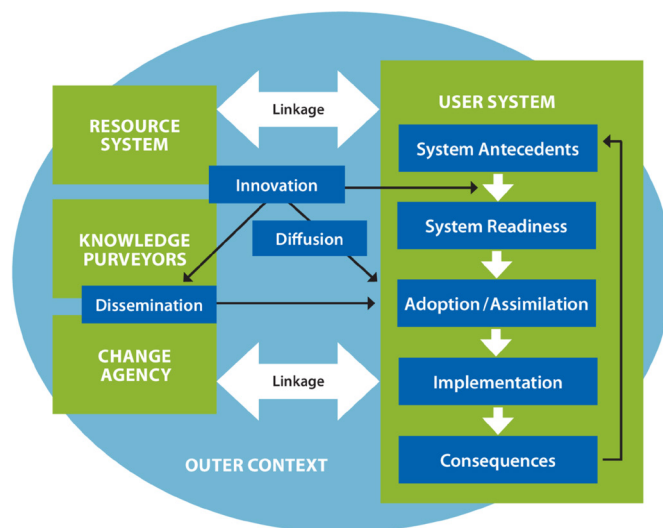 RESOURCE
SYSTEM
Linkage
USER SYSTEM
System Antecedents
Innovation
System Readiness
KNOWLEDGE
PURVEYORS
Diffusion
Dissemination
Adoption/Assimilation
CHANGE
AGENCY
Linkage
Implementation
OUTER CONTEXT
Consequences